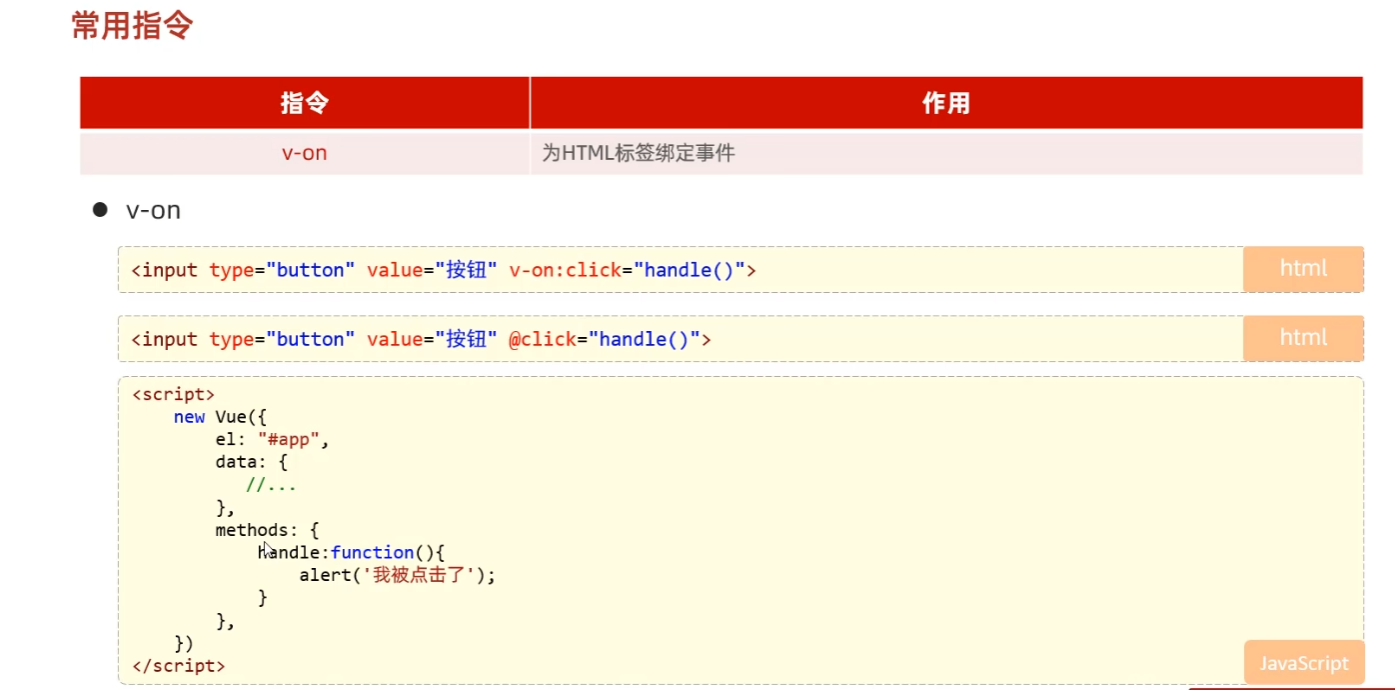 常用指令
指令 作用
v-on 为HTML标签绑定事件
● v-on
<input type="button" value="按钮" v-on:click="handle()"> html
<input type="button" value="按钮" @click="handle()"> html
<script>
    new Vue({
        el: "#app",
        data: {
           //...
        },
        methods: {
            handle:function(){
                alert('我被点击了');
            }
        },
    })
</script>
JavaScript